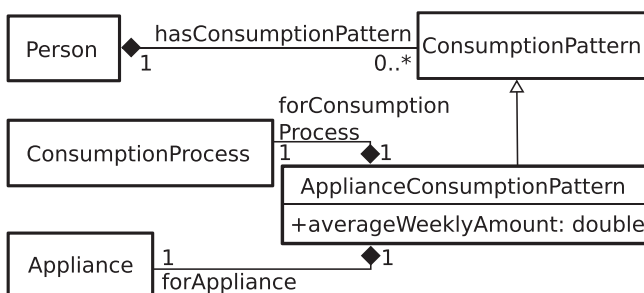 hasConsumptionPattern
Person
ConsumptionPattern
1
0..*
forConsumption
Process
ConsumptionProcess
1
1
ApplianceConsumptionPattern
+averageWeeklyAmount: double
Appliance
1
1
forAppliance